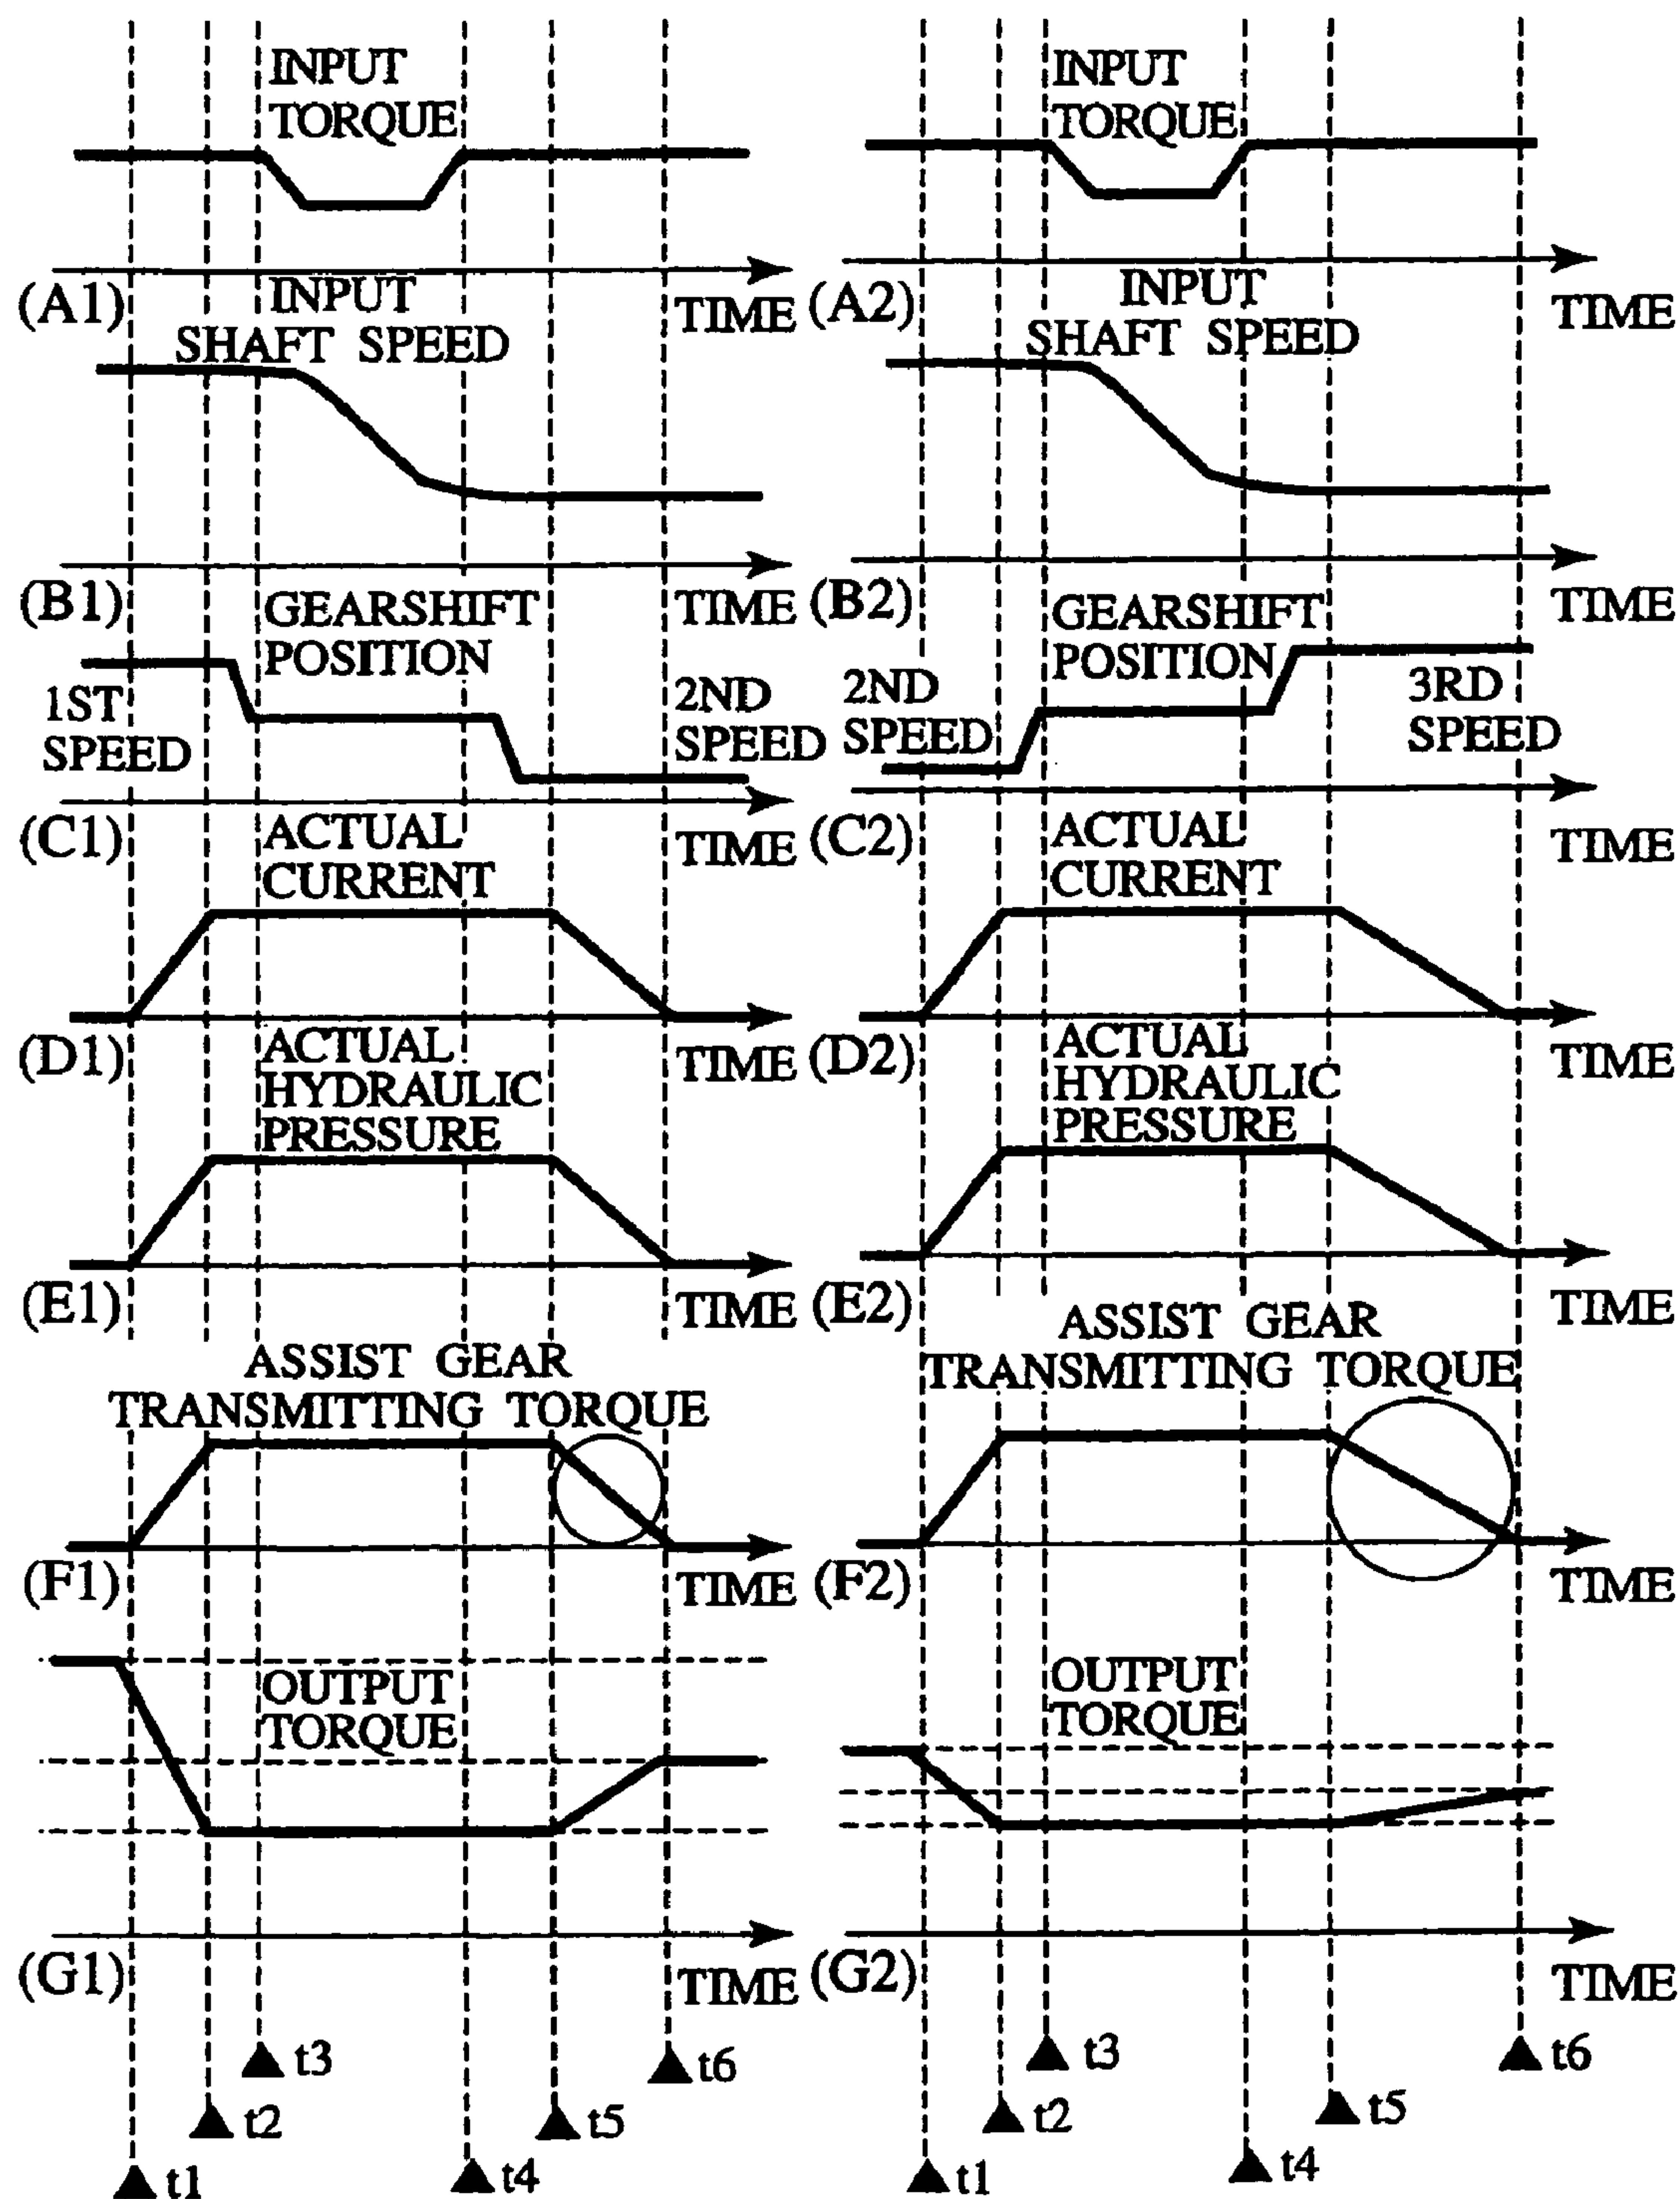 INPUT
TORQUE
(A1)
TIME
INPUT
SHAFT SPEED
(B1)
TIME
GEARSHIFT
POSITION
1ST
SPEED
2ND
SPEED
(C1)
TIME
ACTUAL
CURRENT
(D1)
TIME
ACTUAL
HYDRAULIC
PRESSURE
(E1)
TIME
ASSIST GEAR
TRANSMITTING TORQUE
(F1)
TIME
OUTPUT
TORQUE
(G1)
TIME
t3
t6
t2
t5
t1
t4
INPUT
TORQUE
(A2)
TIME
INPUT
SHAFT SPEED
(B2)
TIME
GEARSHIFT
POSITION
2ND
SPEED
3RD
SPEED
(C2)
TIME
ACTUAL
CURRENT
(D2)
TIME
ACTUAL
HYDRAULIC
PRESSURE
(E2)
TIME
ASSIST GEAR
TRANSMITTING TORQUE
(F2)
TIME
OUTPUT
TORQUE
(G2)
TIME
t3
t6
t2
t5
t1
t4